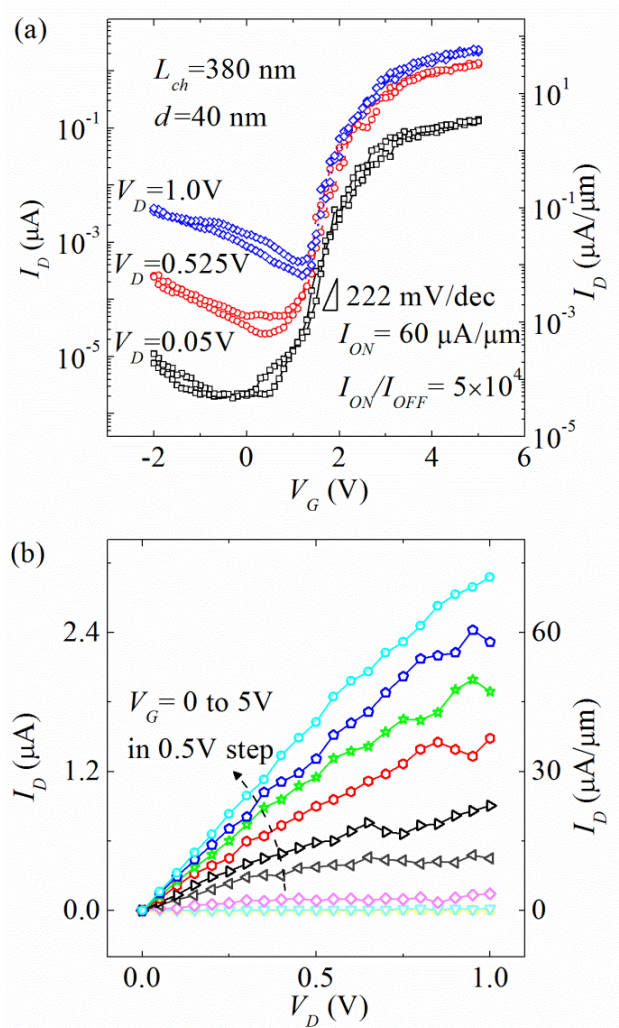 (a)
L_ch=380 nm
d=40 nm
V_D=1.0V
V_D=0.525V
V_D=0.05V
222 mV/dec
I_ON= 60 µA/µm
I_ON/I_OFF= 5×10^4
10^-1
10^-3
10^-5
I_D (µA)
10^1
10^-1
10^-3
10^-5
I_D (µA/µm)
-2 0 2 4 6
V_G (V)
(b)
V_G= 0 to 5V
in 0.5V step
2.4
1.2
0.0
I_D (µA)
60
30
0
I_D (µA/µm)
0.0 0.5 1.0
V_D (V)